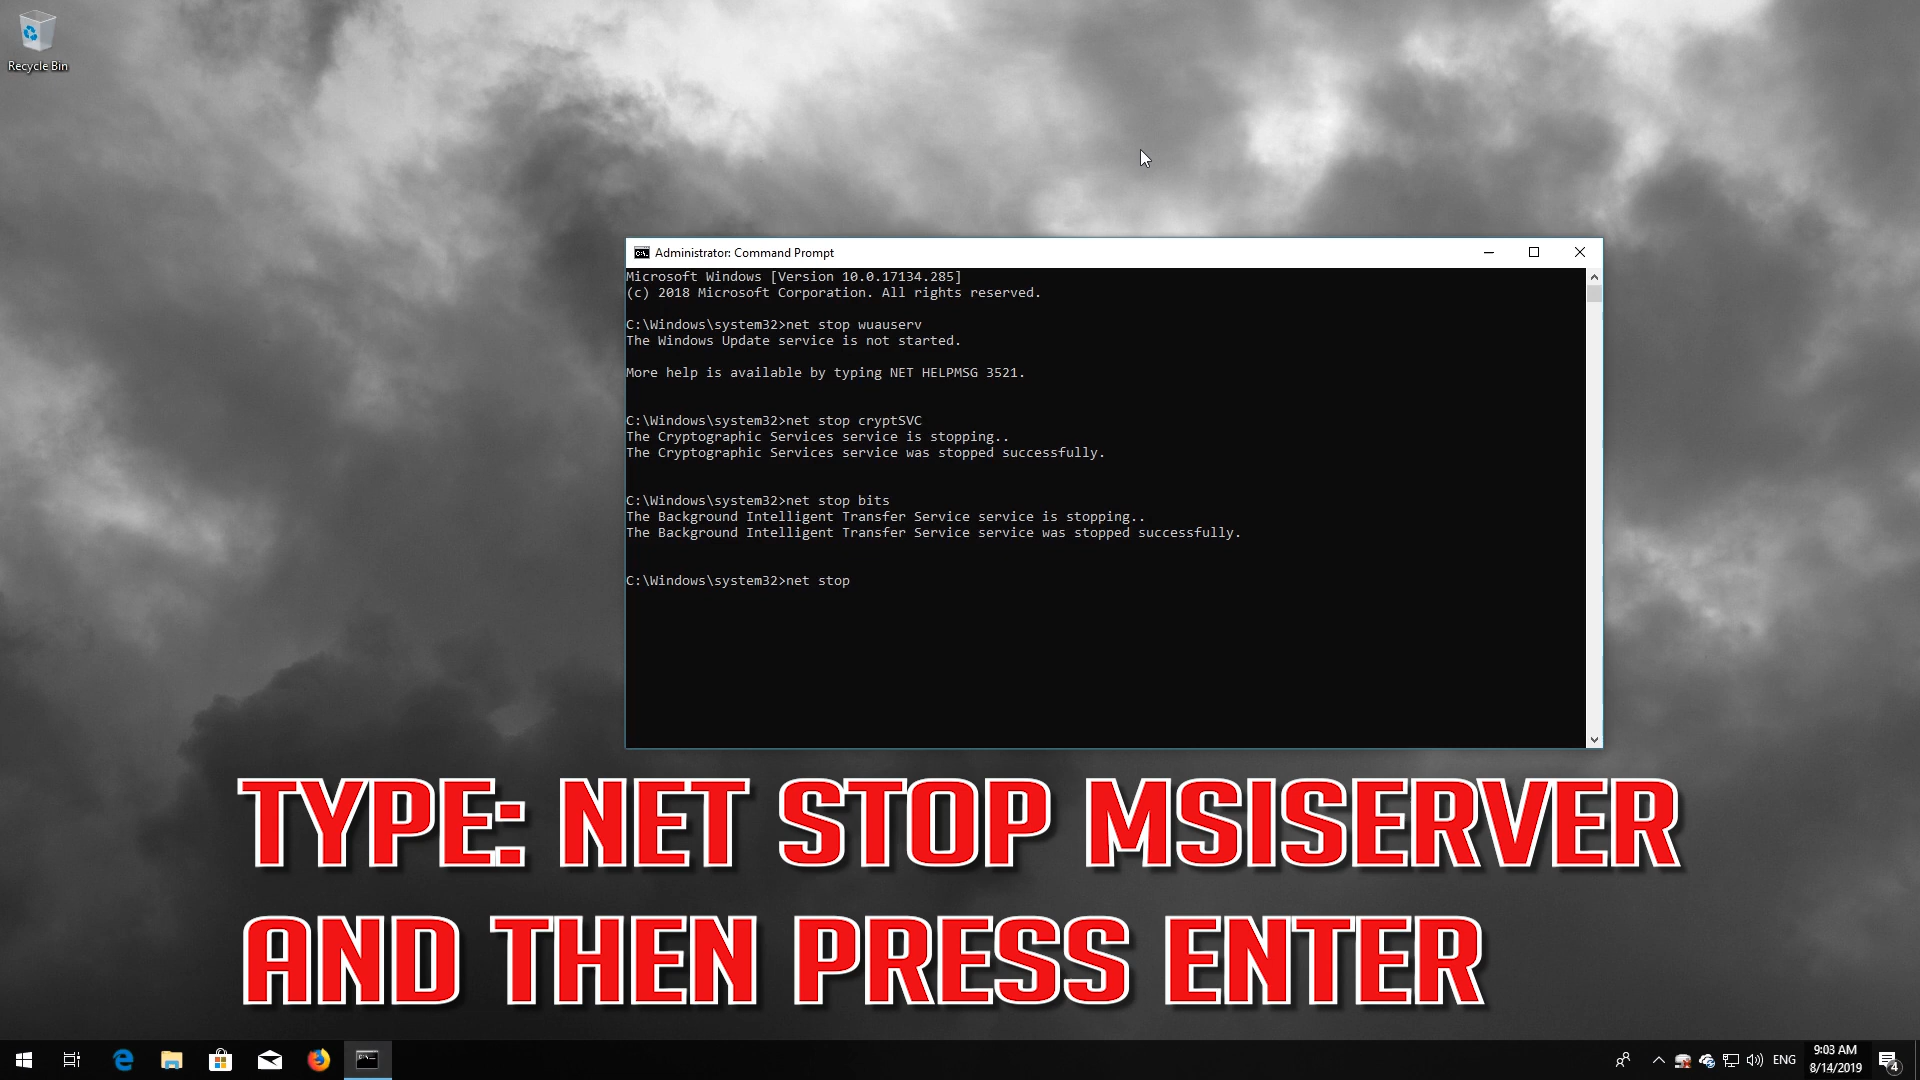 Recycle Bin
Administrator: Command Prompt
Microsoft Windows [Version 10.0.17134.285]
(c) 2018 Microsoft Corporation. All rights reserved.
C:\Windows\system32>net stop wuauserv
The Windows Update service is not started.
More help is available by typing NET HELPMSG 3521.
C:\Windows\system32>net stop cryptSVC
The Cryptographic Services service is stopping..
The Cryptographic Services service was stopped successfully.
C:\Windows\system32>net stop bits
The Background Intelligent Transfer Service service is stopping..
The Background Intelligent Transfer Service service was stopped successfully.
C:\Windows\system32>net stop
TYPE: NET STOP MSISERVER
AND THEN PRESS ENTER
ENG
9:03 AM
8/14/2019
4